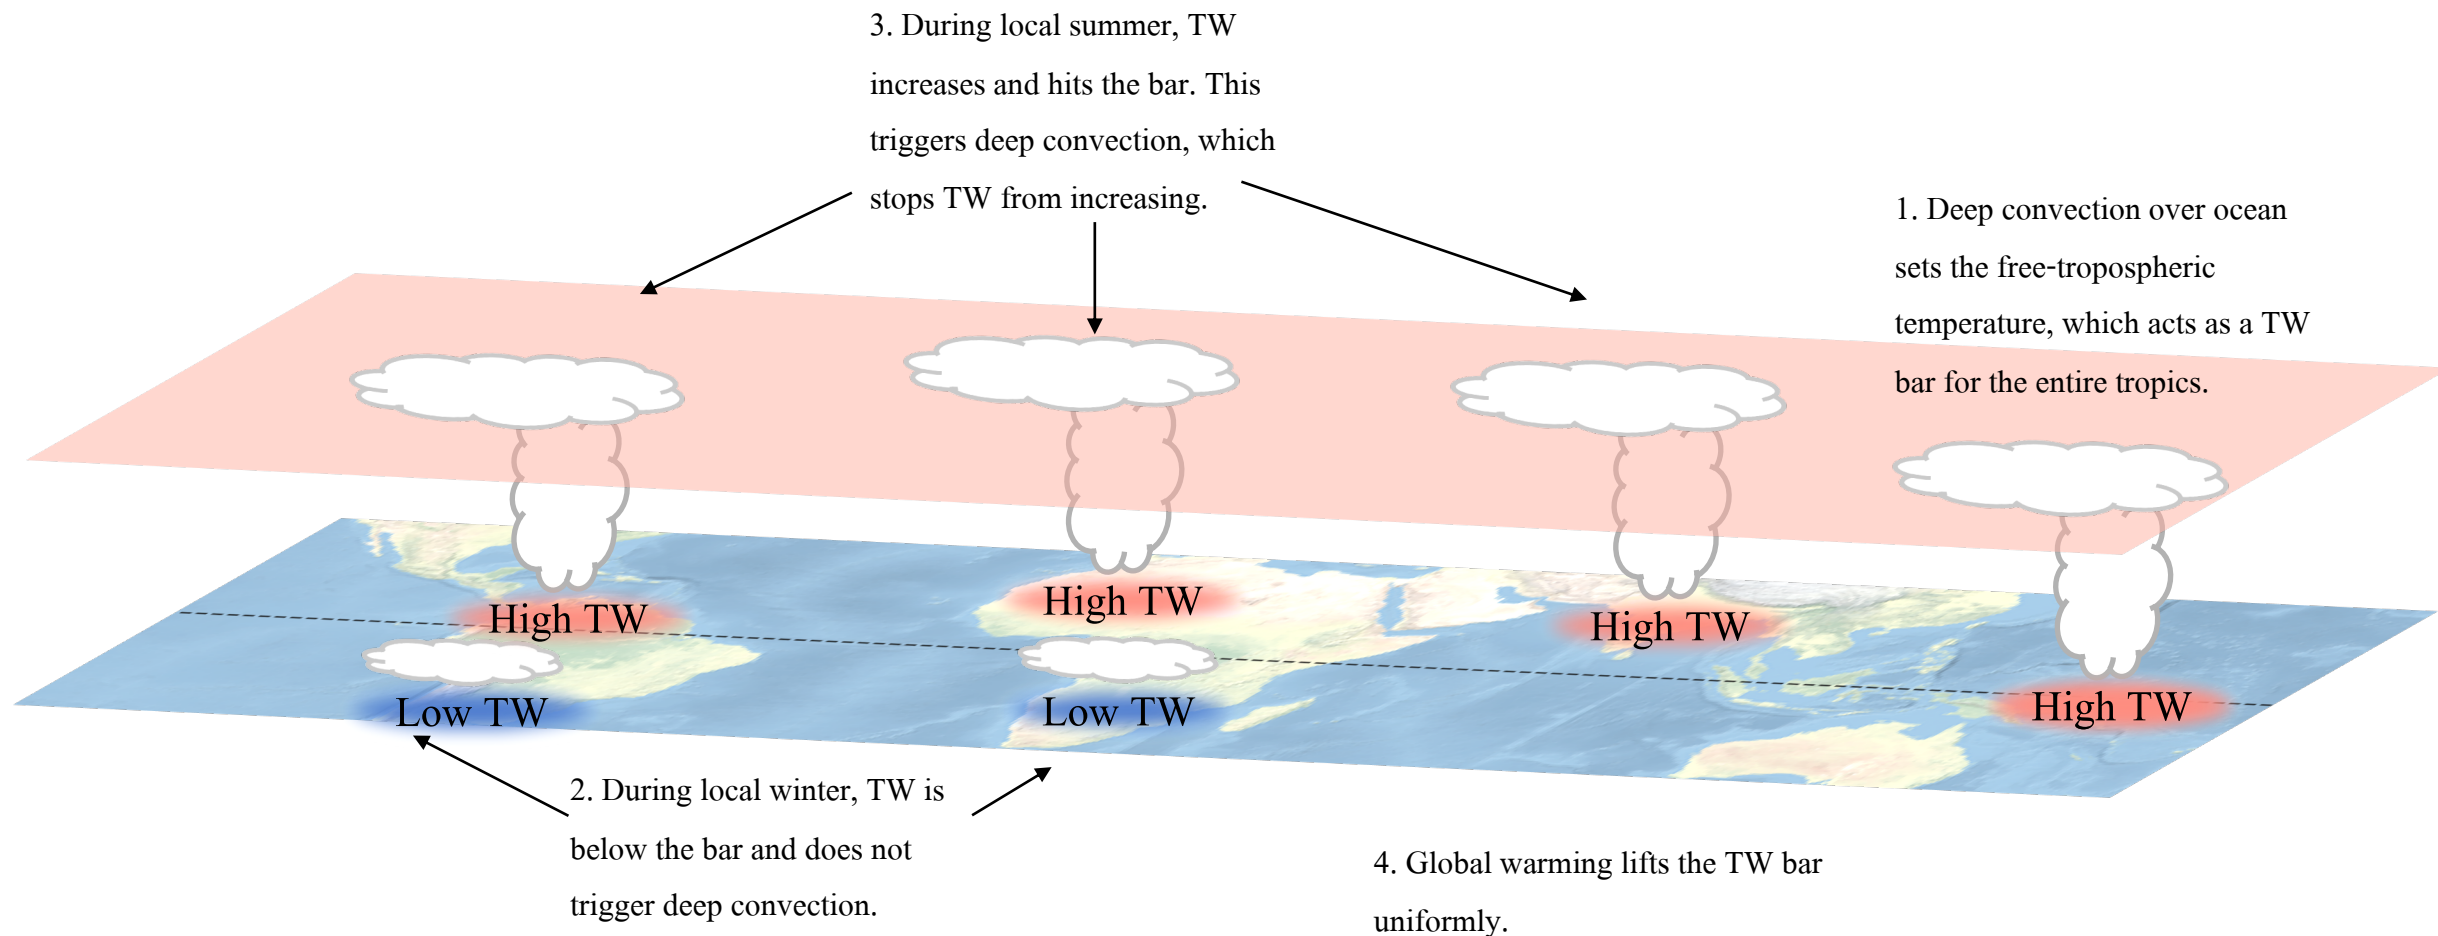 3. During local summer, TW
increases and hits the bar. This
triggers deep convection, which
stops TW from increasing.
1. Deep convection over ocean
sets the free-tropospheric
temperature, which acts as a TW
bar for the entire tropics.
High TW
High TW
High TW
High TW
Low TW
Low TW
2. During local winter, TW is
below the bar and does not
trigger deep convection.
4. Global warming lifts the TW bar
uniformly.